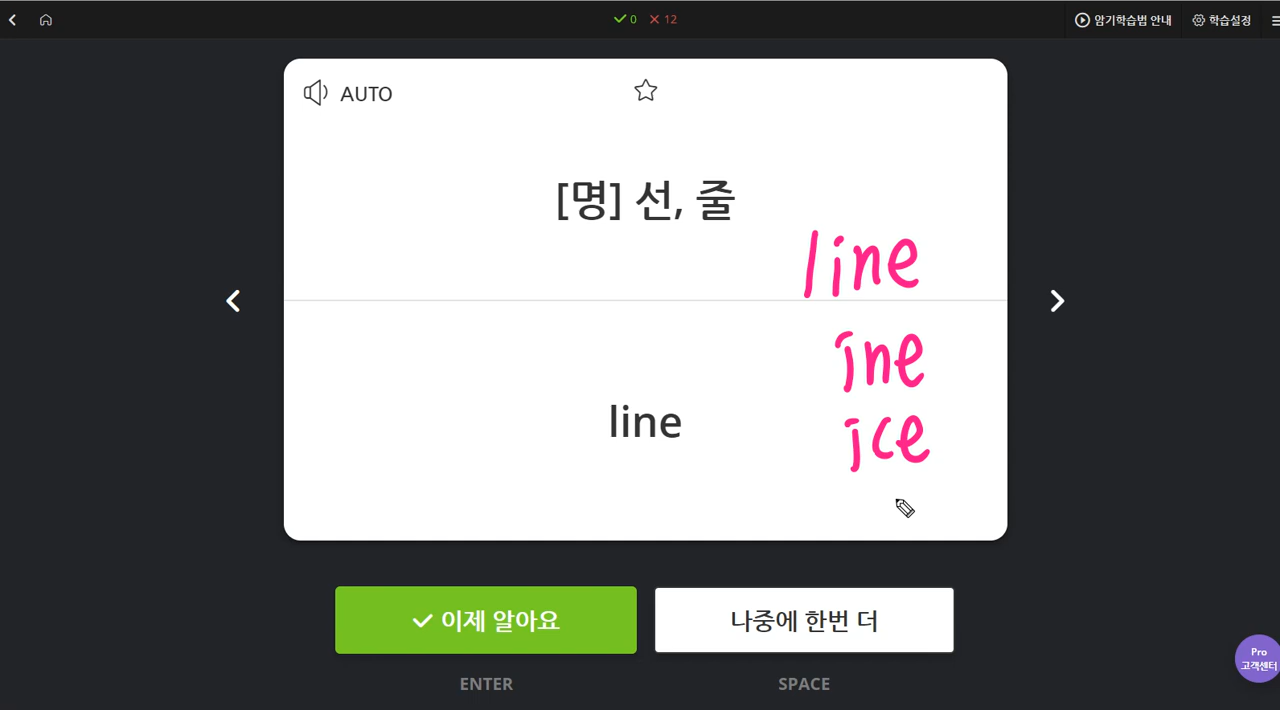 0 12 암기학습법 안내 학습설정
AUTO
[명] 선, 줄
line
ine
ice
line
이제 알아요 나중에 한번 더
ENTER SPACE
Pro
고객센터